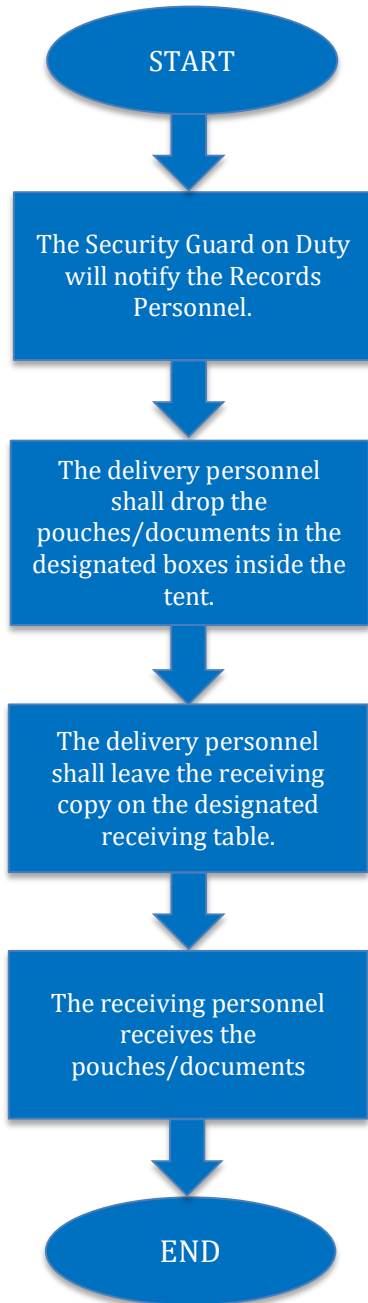 START
The Security Guard on Duty
will notify the Records
Personnel.
The delivery personnel
shall drop the
pouches/documents in the
designated boxes inside the
tent.
The delivery personnel
shall leave the receiving
copy on the designated
receiving table.
The receiving personnel
receives the
pouches/documents
END